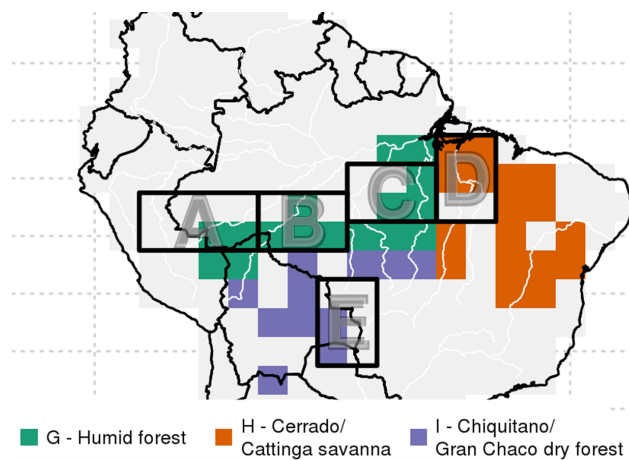 A
B
C
D
E
G - Humid forest
H - Cerrado/
Cattinga savanna
I - Chiquitano/
Gran Chaco dry forest